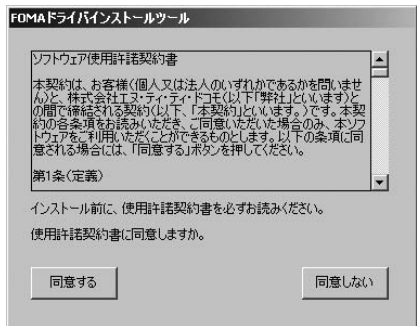 FOMAドライバインストールツール
ソフトウェア使用許諾契約書
本契約は、お客様(個人又は法人のいずれかであるかを問いませ
ん)と、株式会社エヌ・ティ・ティ・ドコモ(以下「弊社」といいます)と
の間で締結される契約(以下、「本契約」といいます。)です。本契
約の各条項をお読みいただき、ご同意いただいた場合のみ、本ソフ
トウェアをご利用いただくことができるものとします。以下の条項に同
意される場合には、「同意する」ボタンを押してください。
第1条(定義)
インストール前に、使用許諾契約書を必ずお読みください。
使用許諾契約書に同意しますか。
同意する
同意しない